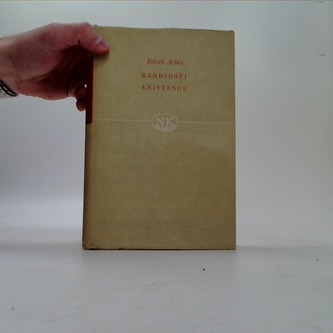 Jakub Arbes
KANDIDÁTI
EXISTENCE
NK